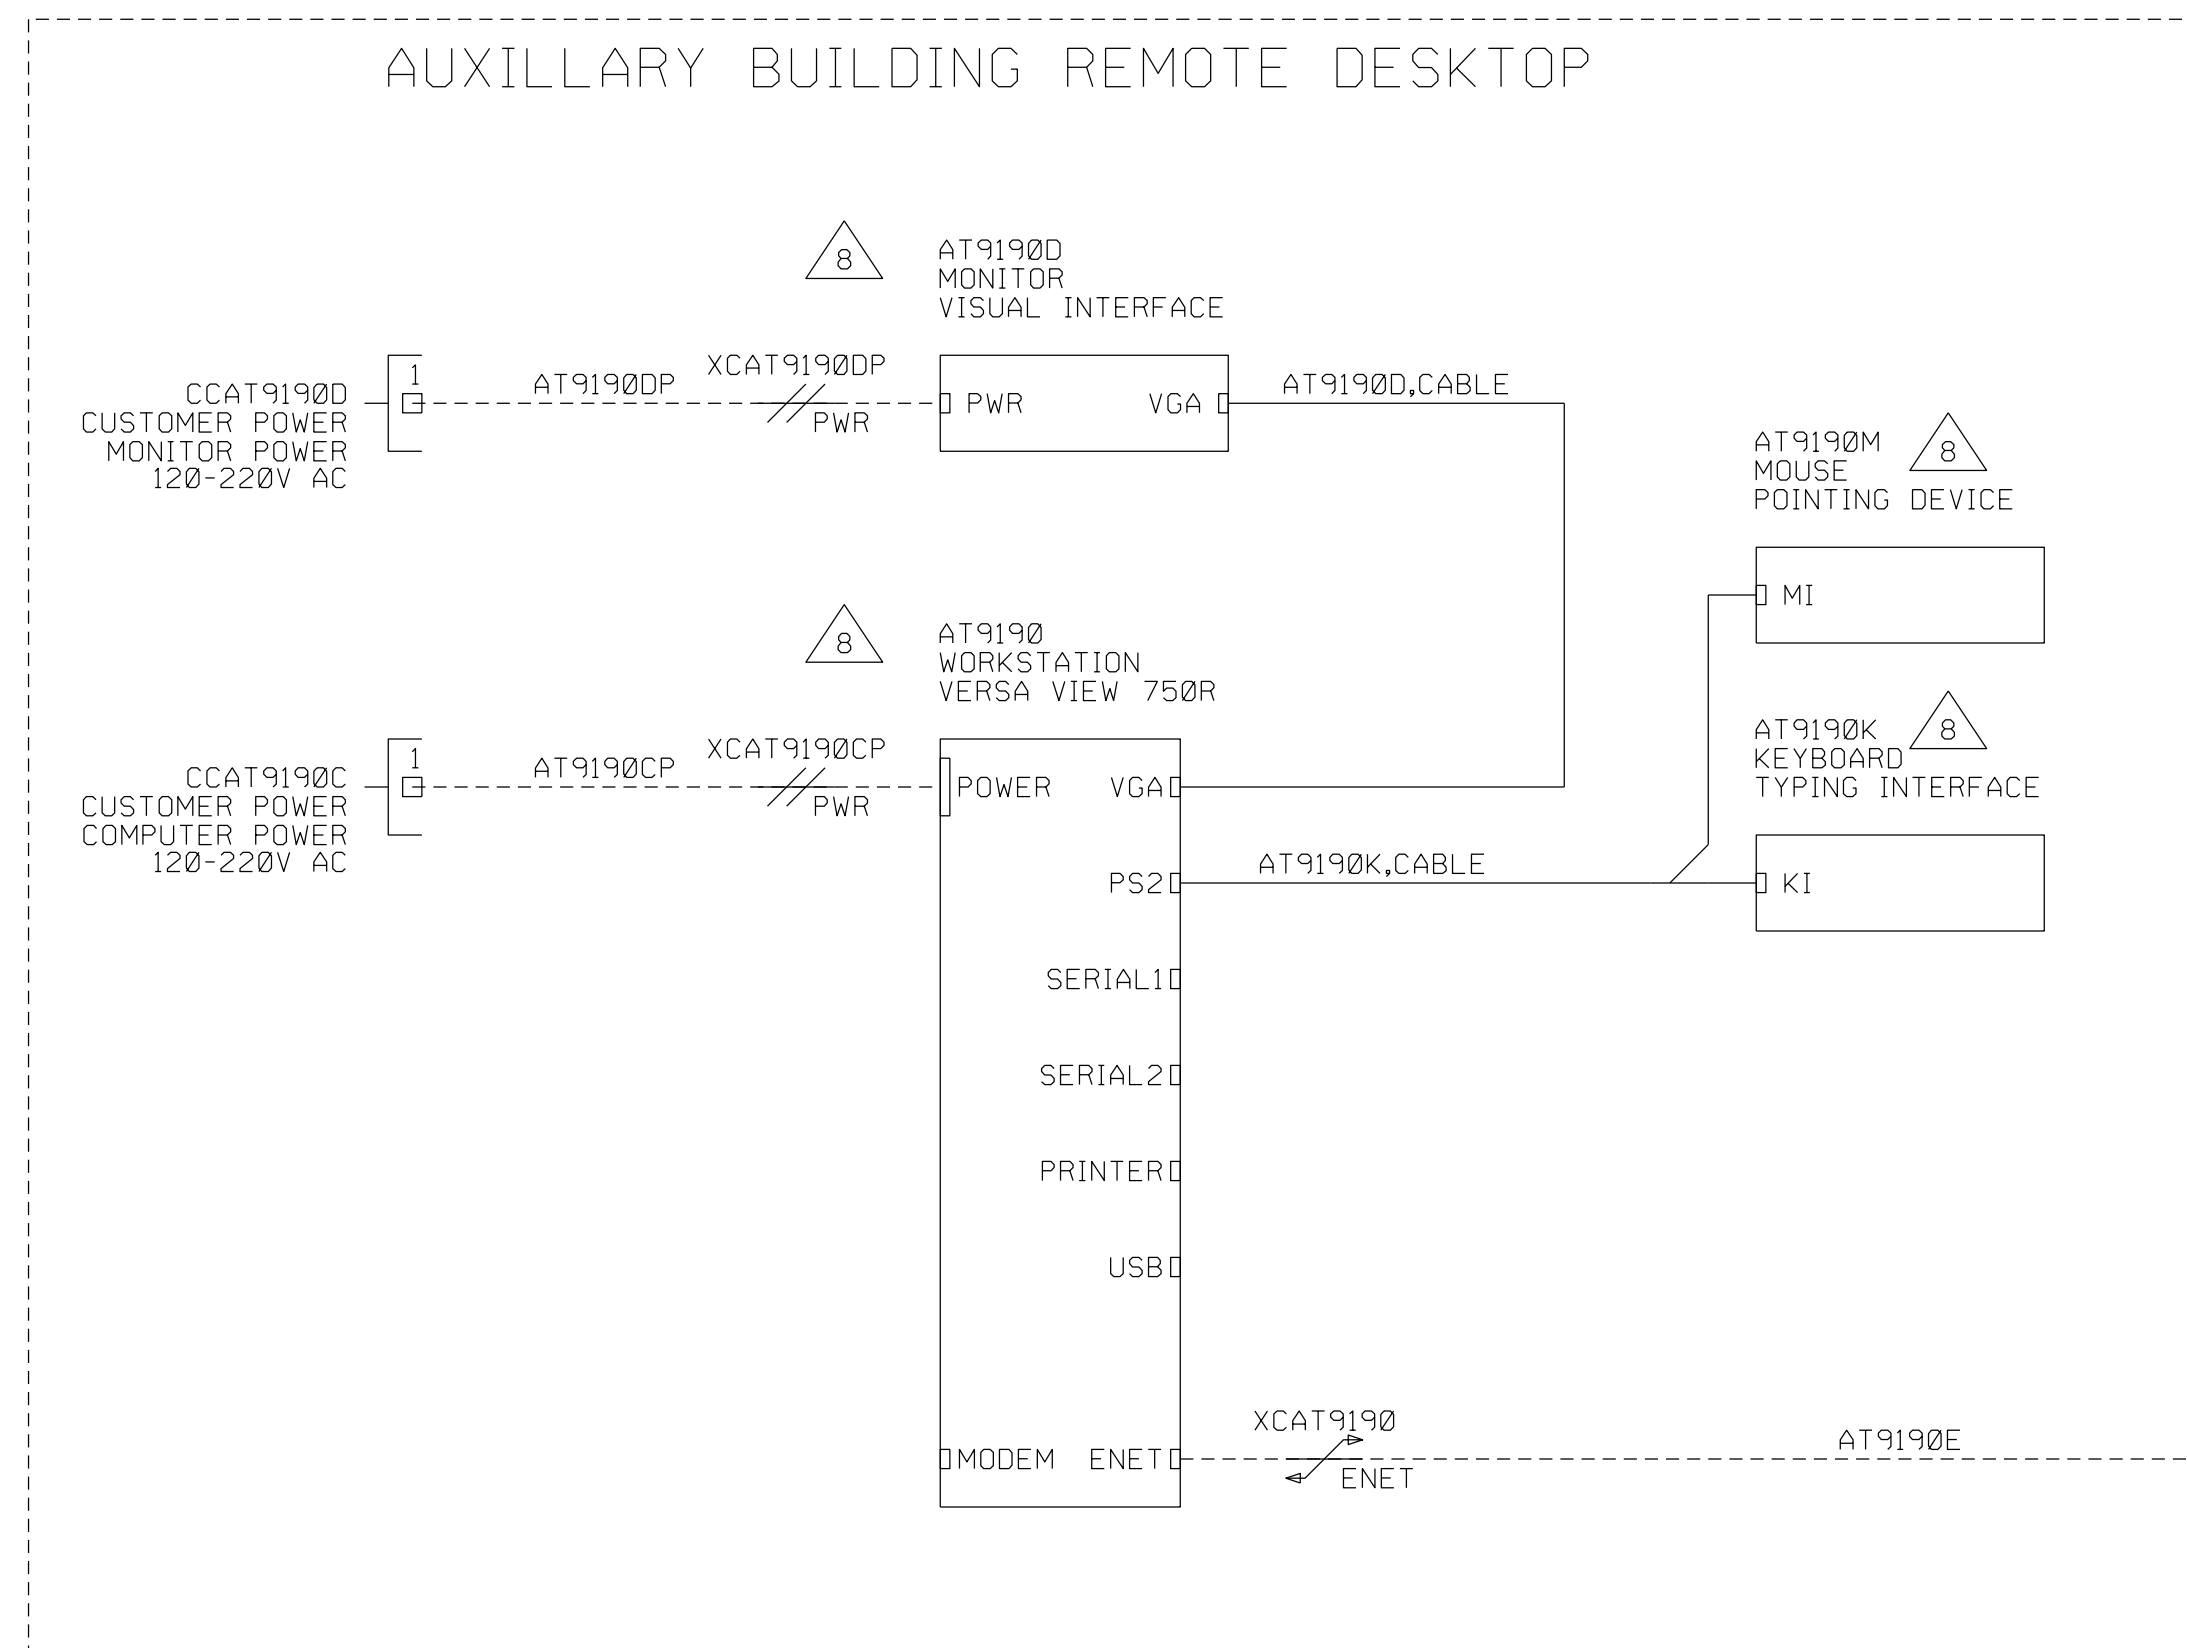 AUXILLARY BUILDING REMOTE DESKTOP
8
AT9190D
MONITOR
VISUAL INTERFACE
CCAT9190D
CUSTOMER POWER
MONITOR POWER
120-220V AC
1
AT9190DP
XCAT9190DP
PWR
PWR
VGA
AT9190D,CABLE
AT9190M
MOUSE
POINTING DEVICE
8
MI
8
AT9190
WORKSTATION
VERSA VIEW 750R
AT9190K
KEYBOARD
TYPING INTERFACE
8
KI
CCAT9190C
CUSTOMER POWER
COMPUTER POWER
120-220V AC
1
AT9190CP
XCAT9190CP
PWR
POWER
VGA
PS2
AT9190K,CABLE
SERIAL1
SERIAL2
PRINTER
USB
MODEM
ENET
XCAT9190
ENET
AT9190E